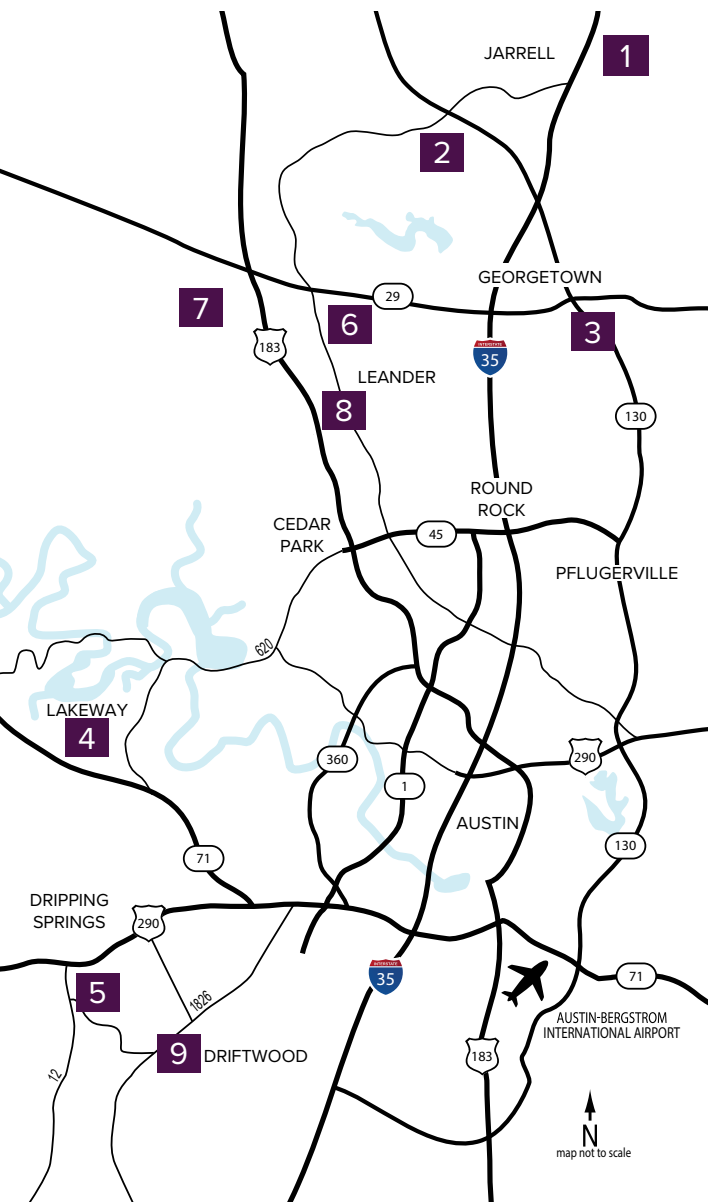 JARRELL
1
2
GEORGETOWN
29
7
6
3
183
INTERSTATE
35
LEANDER
8
130
ROUND
ROCK
CEDAR
PARK
45
PFLUGERVILLE
620
LAKEWAY
4
360
290
1
AUSTIN
71
130
DRIPPING
SPRINGS
290
INTERSTATE
35
71
5
1826
AUSTIN-BERGSTROM
INTERNATIONAL AIRPORT
9
DRIFTWOOD
183
12
N
map not to scale